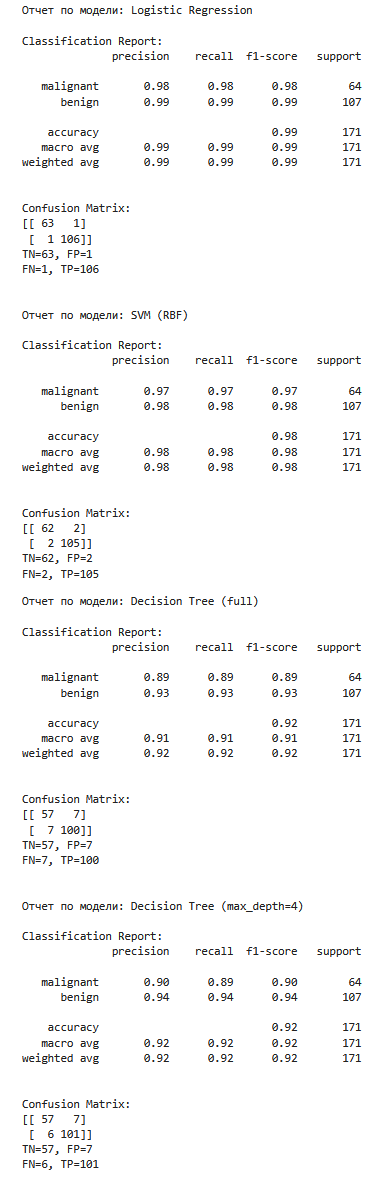 Отчет по модели: Logistic Regression
Classification Report:
precision recall f1-score support
malignant 0.98 0.98 0.98 64
benign 0.99 0.99 0.99 107
accuracy 0.99 171
macro avg 0.99 0.99 0.99 171
weighted avg 0.99 0.99 0.99 171
Confusion Matrix:
[[ 63 1]
[ 1 106]]
TN=63, FP=1
FN=1, TP=106
Отчет по модели: SVM (RBF)
Classification Report:
precision recall f1-score support
malignant 0.97 0.97 0.97 64
benign 0.98 0.98 0.98 107
accuracy 0.98 171
macro avg 0.98 0.98 0.98 171
weighted avg 0.98 0.98 0.98 171
Confusion Matrix:
[[ 62 2]
[ 2 105]]
TN=62, FP=2
FN=2, TP=105
Отчет по модели: Decision Tree (full)
Classification Report:
precision recall f1-score support
malignant 0.89 0.89 0.89 64
benign 0.93 0.93 0.93 107
accuracy 0.92 171
macro avg 0.91 0.91 0.91 171
weighted avg 0.92 0.92 0.92 171
Confusion Matrix:
[[ 57 7]
[ 7 100]]
TN=57, FP=7
FN=7, TP=100
Отчет по модели: Decision Tree (max_depth=4)
Classification Report:
precision recall f1-score support
malignant 0.90 0.89 0.90 64
benign 0.94 0.94 0.94 107
accuracy 0.92 171
macro avg 0.92 0.92 0.92 171
weighted avg 0.92 0.92 0.92 171
Confusion Matrix:
[[ 57 7]
[ 6 101]]
TN=57, FP=7
FN=6, TP=101